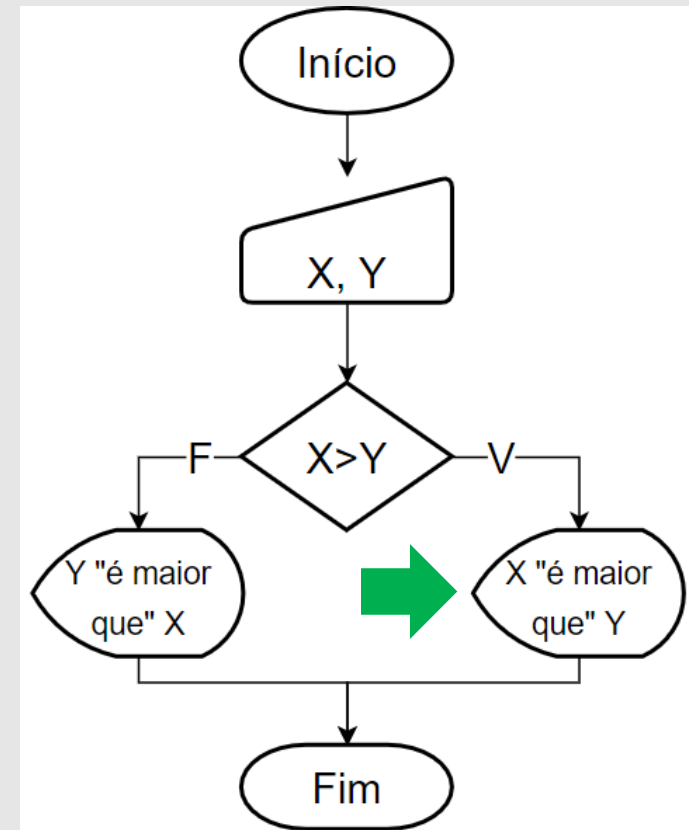 Início
X, Y
X>Y
F
V
Y "é maior
que" X
X "é maior
que" Y
Fim